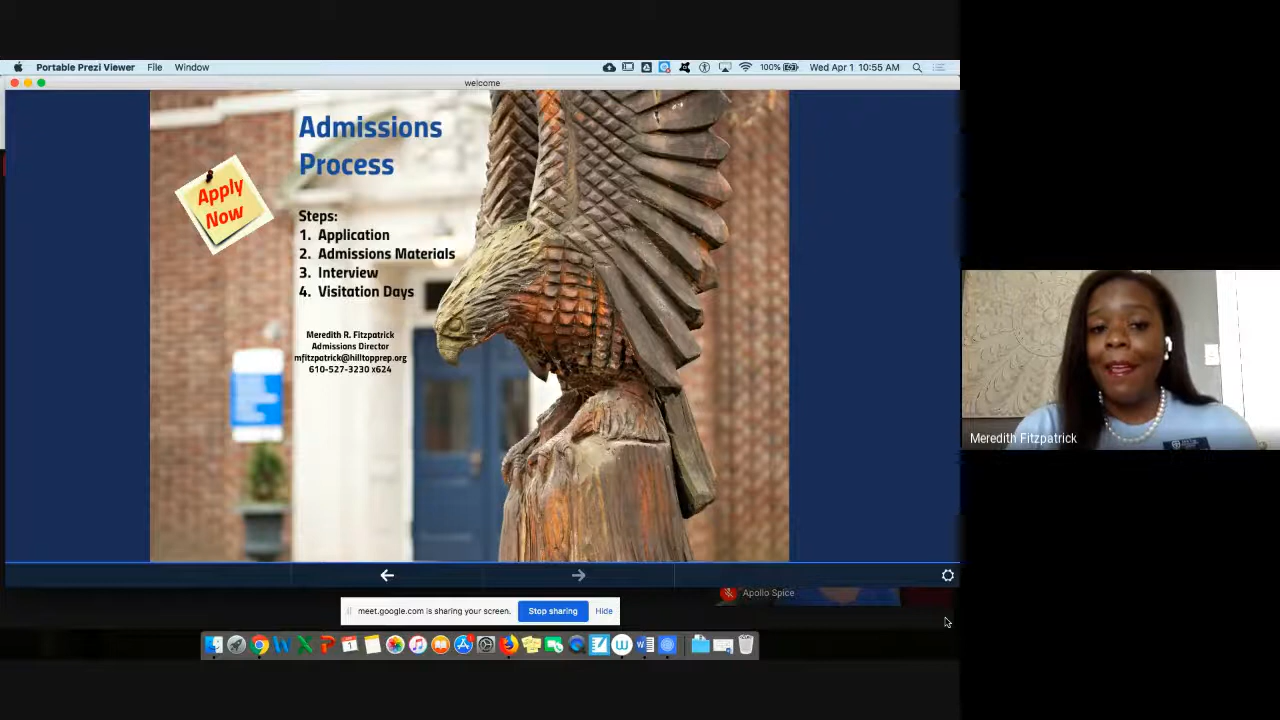 Portable Prezi Viewer File Window 100% Wed Apr 1 10:55 AM
welcome
Admissions
Process
Apply
Now
Steps:
1. Application
2. Admissions Materials
3. Interview
4. Visitation Days
Meredith R. Fitzpatrick
Admissions Director
mfitzpatrick@hilltopprep.org
610-527-3230 x624
Meredith Fitzpatrick
Apollo Spice
meet.google.com is sharing your screen. Stop sharing Hide